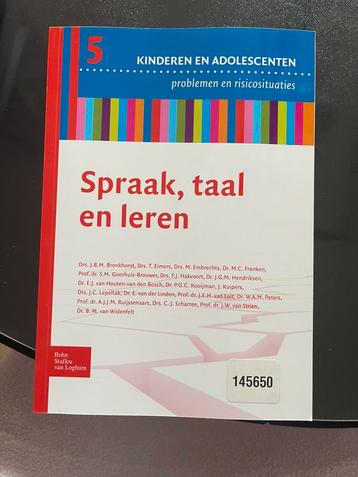 5 KINDEREN EN ADOLESCENTEN
problemen en risicosituaties
Spraak, taal
en leren
Drs. J.B.M. Bronkhorst, Drs. T. Eimers, Drs. M. Embrechts, Dr. M.C. Franken,
Prof. dr. S.M. Goorhuis-Brouwer, Drs. F.J. Hakvoort, Dr. J.G.M. Hendriksen,
Dr. E.J. van Houten-van den Bosch, Dr. P.G.C. Kooijman, J. Kuipers,
Drs. J.C. Lepeltak, Dr. E. van der Linden, Prof. dr. J.E.H. van Luit, Dr. W.A.M. Peters,
Prof. dr. A.J.J.M. Ruijssenaars, Drs. C. J. Scharree, Prof. dr. J.W. van Strien,
Dr. B. M. van Widenfelt
Bohn
Stafleu
van Loghum
145650